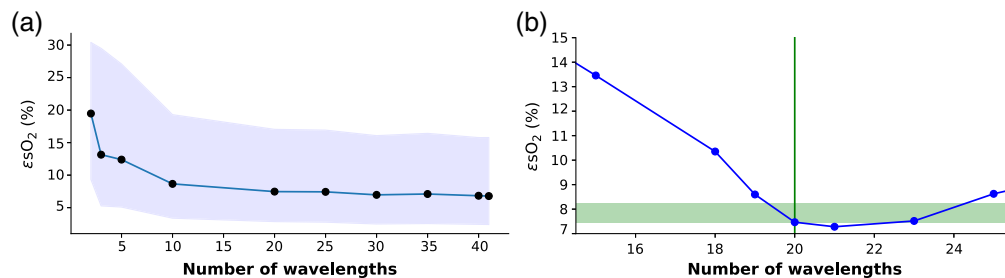 (a)
30
25
20
15
10
5
εsO₂ (%)
5 10 15 20 25 30 35 40
Number of wavelengths
(b)
15
14
13
12
11
10
9
8
7
εsO₂ (%)
16 18 20 22 24
Number of wavelengths